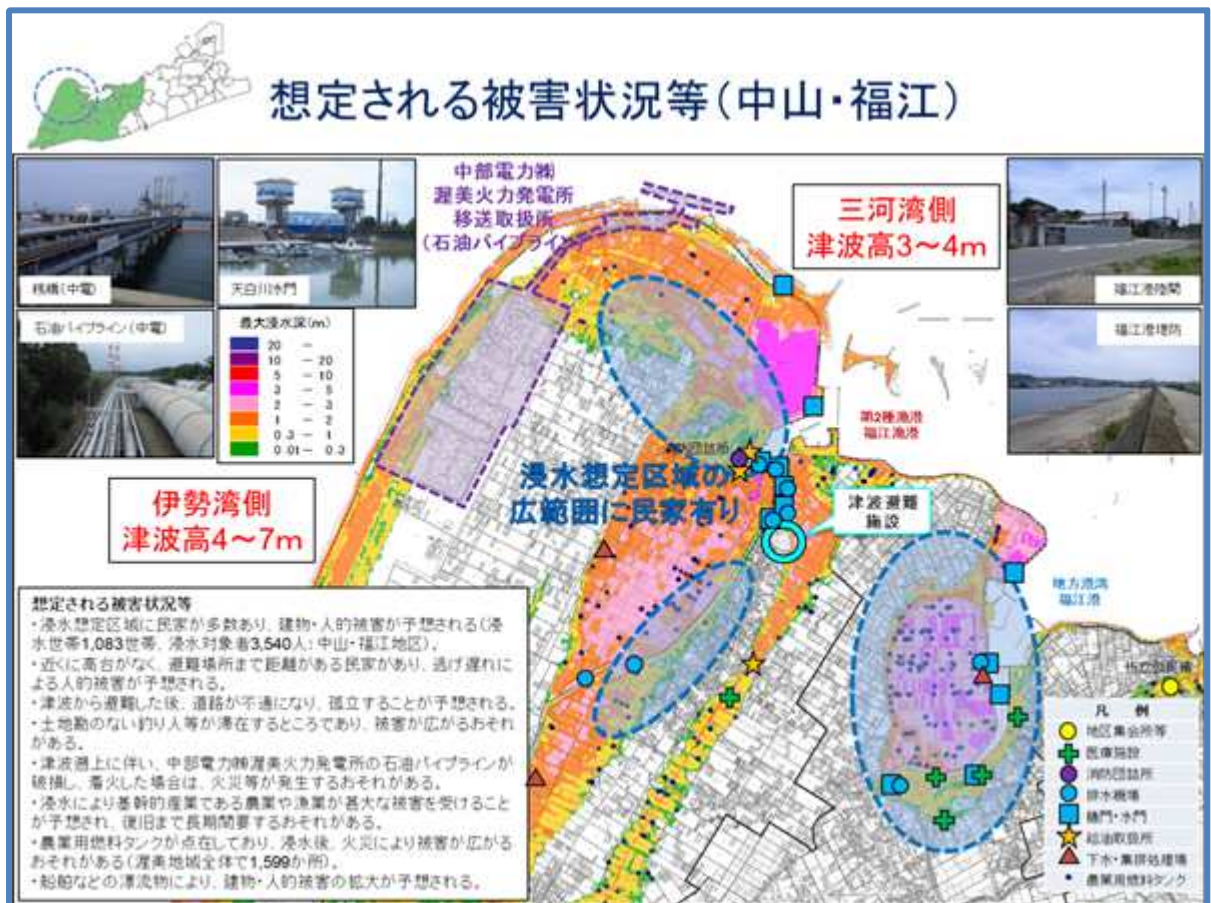 想定される被害状況等(中山・福江)
中部電力㈱
渥美火力発電所
移送取扱所
(石油パイプライン)
三河湾側
津波高3~4m
桟橋(中電)
天白川水門
福江港陸閘
石油パイプライン(中電)
最大浸水深(m)
20 －
10 － 20
5 － 10
3 － 5
2 － 3
1 － 2
0.3 － 1
0.01 － 0.3
福江港堤防
第2種漁港
福江漁港
消防団詰所
浸水想定区域の
広範囲に民家有り
津波避難
施設
伊勢湾側
津波高4~7m
地方港湾
福江港
想定される被害状況等
・浸水想定区域に民家が多数あり、建物・人的被害が予想される(浸
水世帯1,083世帯、浸水対象者3,540人:中山・福江地区)。
・近くに高台がなく、避難場所まで距離がある民家があり、逃げ遅れに
よる人的被害が予想される。
・津波から避難した後、道路が不通になり、孤立することが予想される。
・土地勘のない釣り人等が滞在するところであり、被害が広がるおそれ
がある。
・津波遡上に伴い、中部電力㈱渥美火力発電所の石油パイプラインが
破損し、着火した場合は、火災等が発生するおそれがある。
・浸水により基幹的産業である農業や漁業が甚大な被害を受けること
が予想され、復旧まで長期間要するおそれがある。
・農業用燃料タンクが点在しており、浸水後、火災により被害が広がる
おそれがある(渥美地域全体で1,599か所)。
・船舶などの漂流物により、建物・人的被害の拡大が予想される。
凡 例
地区集会所等
医療施設
消防団詰所
排水機場
樋門・水門
給油取扱所
下水・集排処理場
農業用燃料タンク